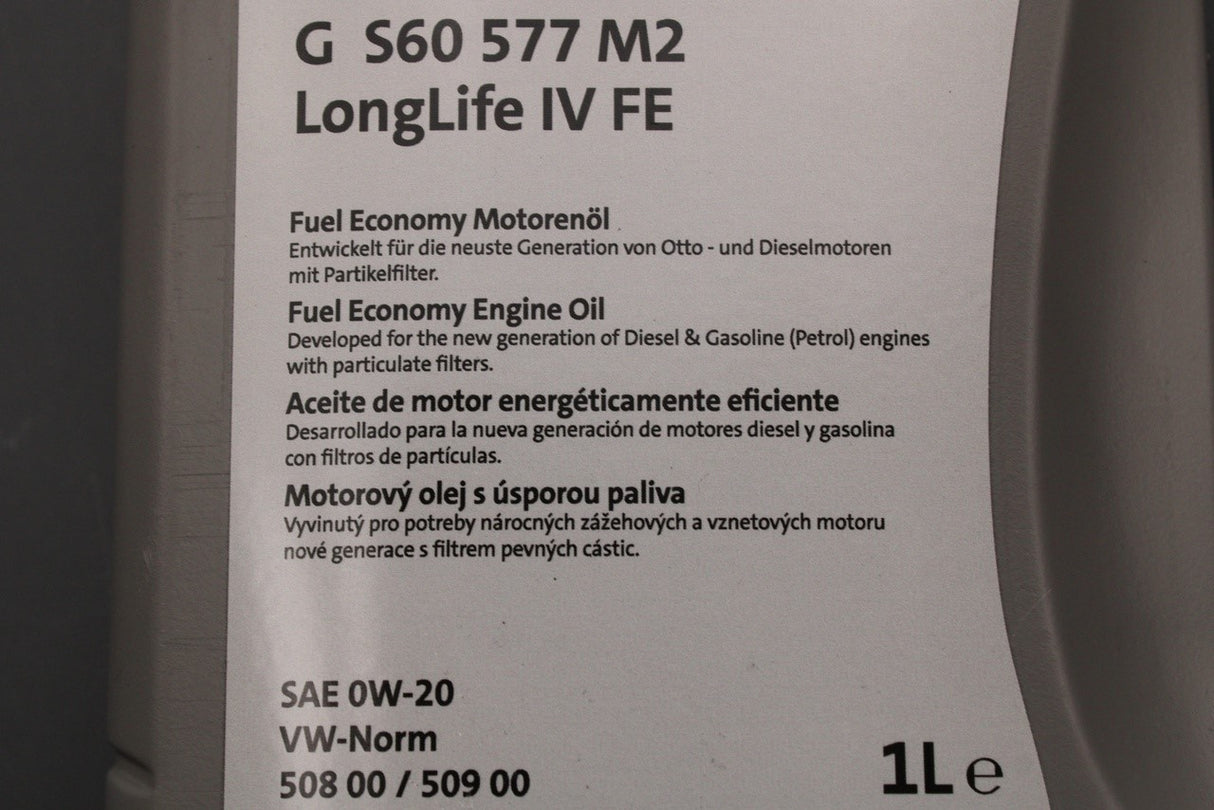 G S60 577 M2
LongLife IV FE
Fuel Economy Motorenöl
Entwickelt für die neuste Generation von Otto - und Dieselmotoren
mit Partikelfilter.
Fuel Economy Engine Oil
Developed for the new generation of Diesel & Gasoline (Petrol) engines
with particulate filters.
Aceite de motor energéticamente eficiente
Desarrollado para la nueva generación de motores diesel y gasolina
con filtros de partículas.
Motorový olej s úsporou paliva
Vyvinutý pro potreby nárocných zážehových a vznetových motoru
nové generace s filtrem pevných cástic.
SAE 0W-20
VW-Norm
508 00 / 509 00
1L ℮